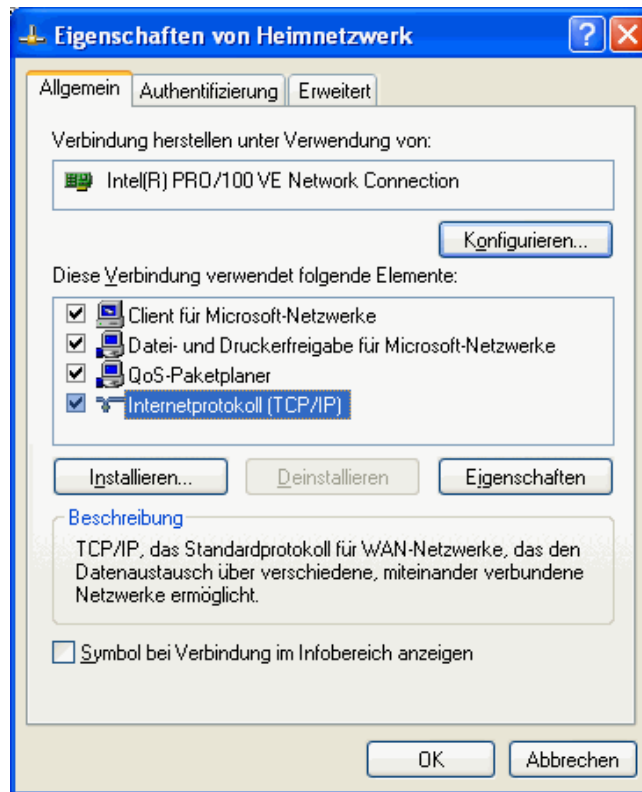 Eigenschaften von Heimnetzwerk
Allgemein Authentifizierung Erweitert
Verbindung herstellen unter Verwendung von:
Intel(R) PRO/100 VE Network Connection
Konfigurieren...
Diese Verbindung verwendet folgende Elemente:
Client für Microsoft-Netzwerke
Datei- und Druckerfreigabe für Microsoft-Netzwerke
QoS-Paketplaner
Internetprotokoll (TCP/IP)
Installieren... Deinstallieren Eigenschaften
Beschreibung
TCP/IP, das Standardprotokoll für WAN-Netzwerke, das den
Datenaustausch über verschiedene, miteinander verbundene
Netzwerke ermöglicht.
Symbol bei Verbindung im Infobereich anzeigen
OK Abbrechen